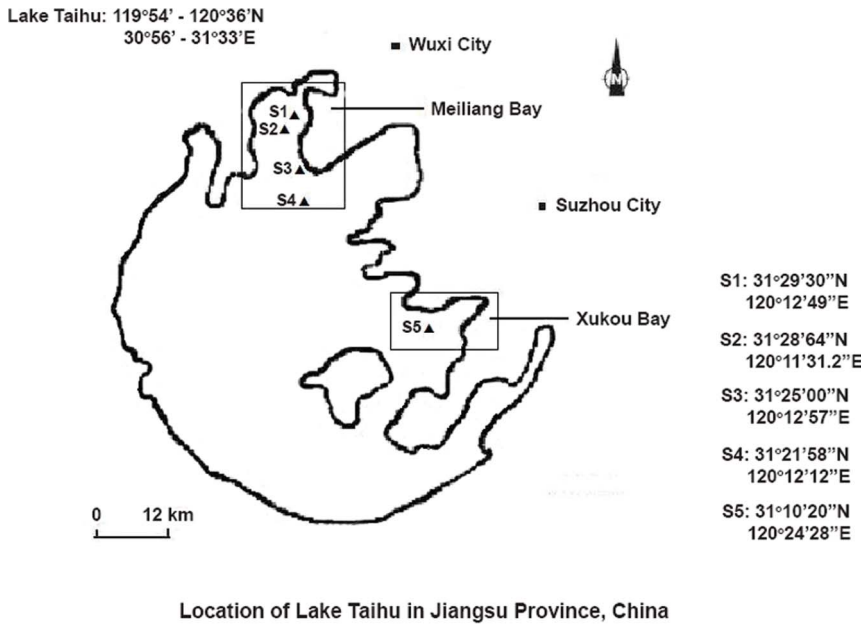 Lake Taihu: 119°54’ - 120°36’N
30°56’ - 31°33’E
Wuxi City
N
S1
Meiliang Bay
S2
S3
S4
Suzhou City
S1: 31°29’30”N
120°12’49”E
S5
Xukou Bay
S2: 31°28’64”N
120°11’31.2”E
S3: 31°25’00”N
120°12’57”E
S4: 31°21’58”N
120°12’12”E
0 12 km
S5: 31°10’20”N
120°24’28”E
Location of Lake Taihu in Jiangsu Province, China